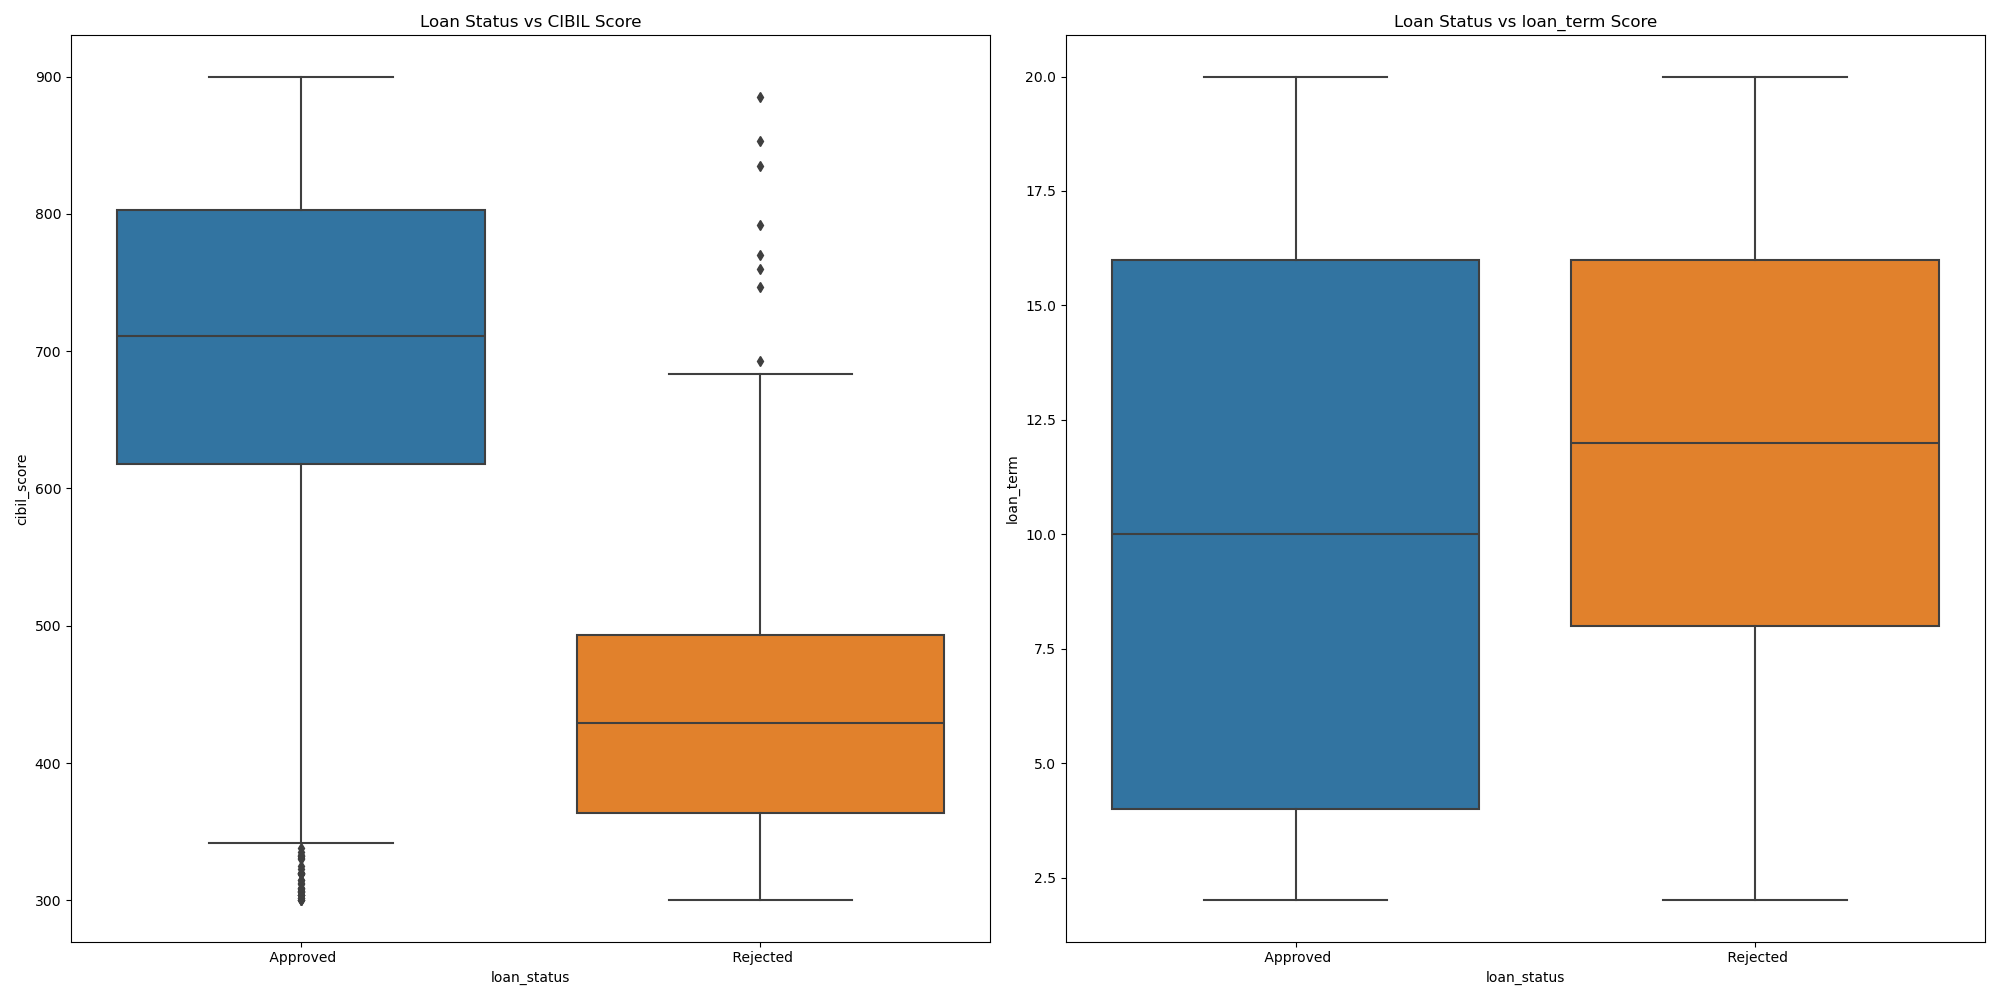 Loan Status vs CIBIL Score
900
800
700
600
500
400
300
cibil_score
Approved
Rejected
loan_status
Loan Status vs loan_term Score
20.0
17.5
15.0
12.5
10.0
7.5
5.0
2.5
loan_term
Approved
Rejected
loan_status